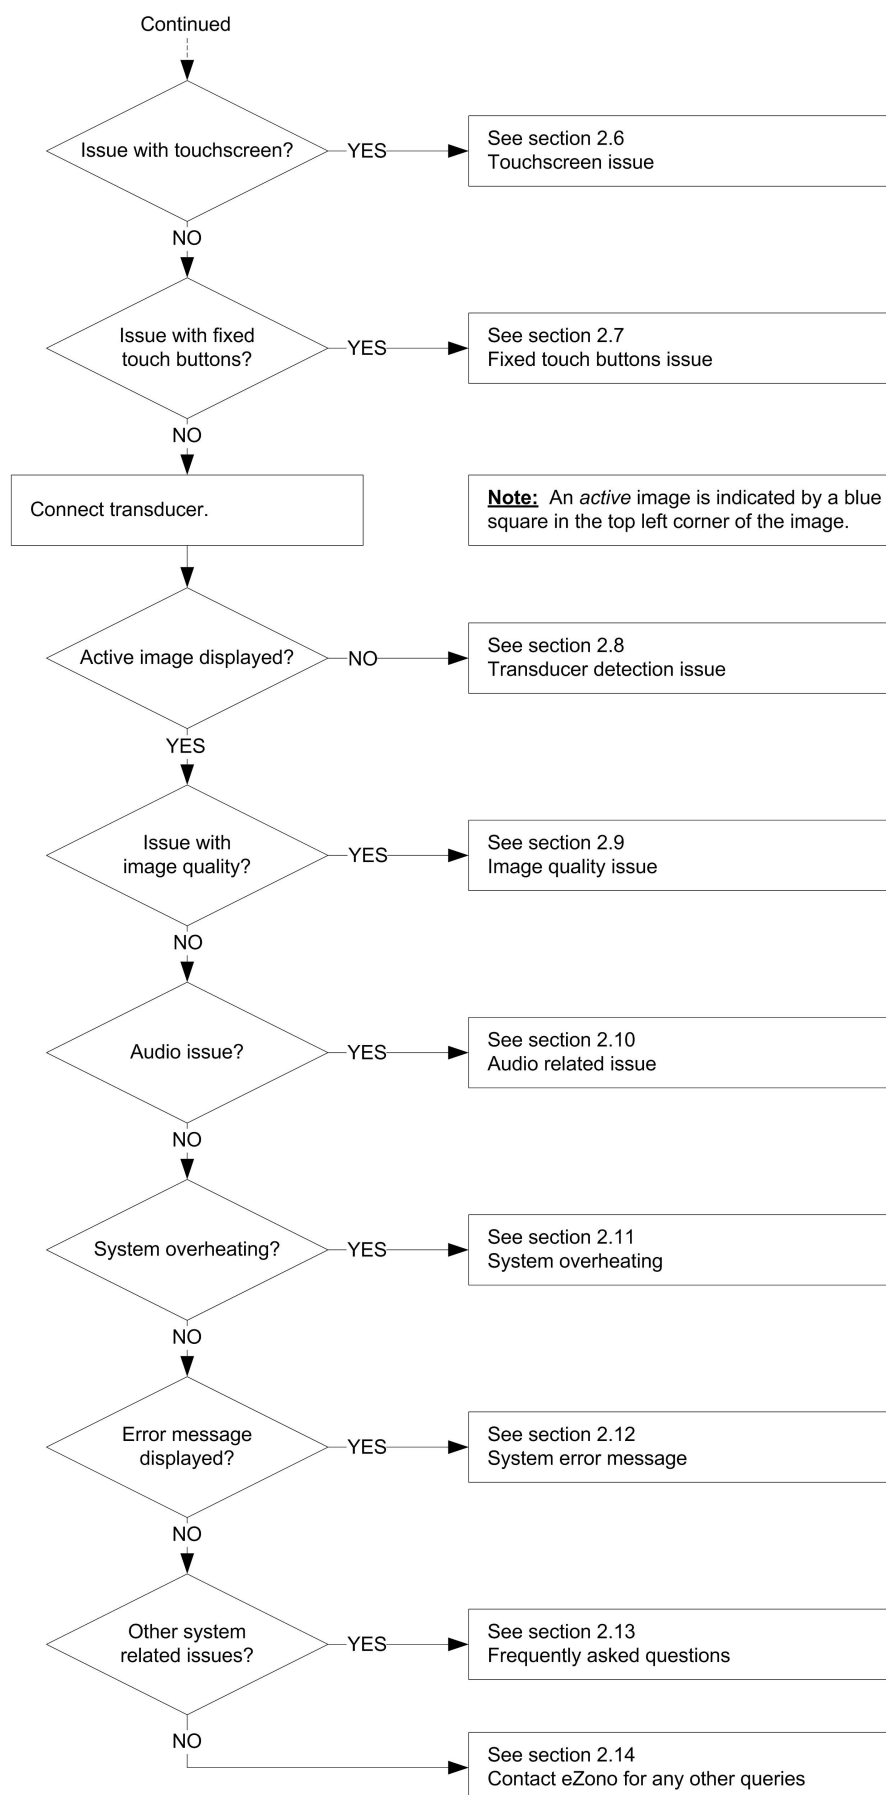 Continued
Issue with touchscreen?
YES
See section 2.6
Touchscreen issue
NO
Issue with fixed
touch buttons?
YES
See section 2.7
Fixed touch buttons issue
NO
Connect transducer.
Note: An active image is indicated by a blue
square in the top left corner of the image.
Active image displayed?
NO
See section 2.8
Transducer detection issue
YES
Issue with
image quality?
YES
See section 2.9
Image quality issue
NO
Audio issue?
YES
See section 2.10
Audio related issue
NO
System overheating?
YES
See section 2.11
System overheating
NO
Error message
displayed?
YES
See section 2.12
System error message
NO
Other system
related issues?
YES
See section 2.13
Frequently asked questions
NO
See section 2.14
Contact eZono for any other queries